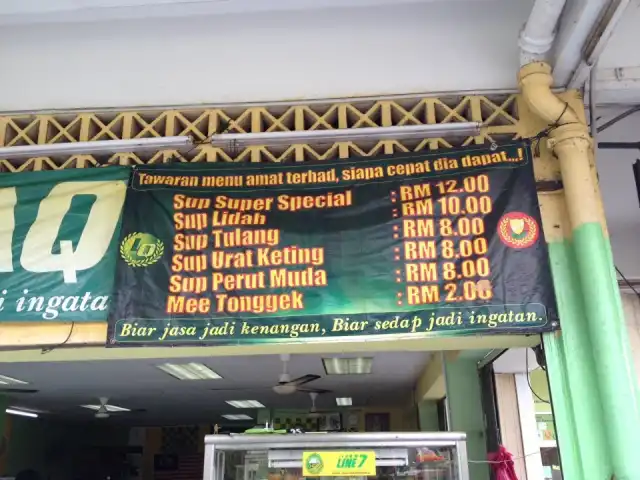 Tawaran menu amat terhad, siapa cepat dia dapat...!
Sup Super Special : RM 12.00
Sup Lidah : RM 10.00
Sup Tulang : RM 8.00
Sup Urat Keting : RM 8.00
Sup Perut Muda : RM 8.00
Mee Tonggek : RM 2.00
Biar jasa jadi kenangan, Biar sedap jadi ingatan.
AQ
i ingata
LQ
LINE 7